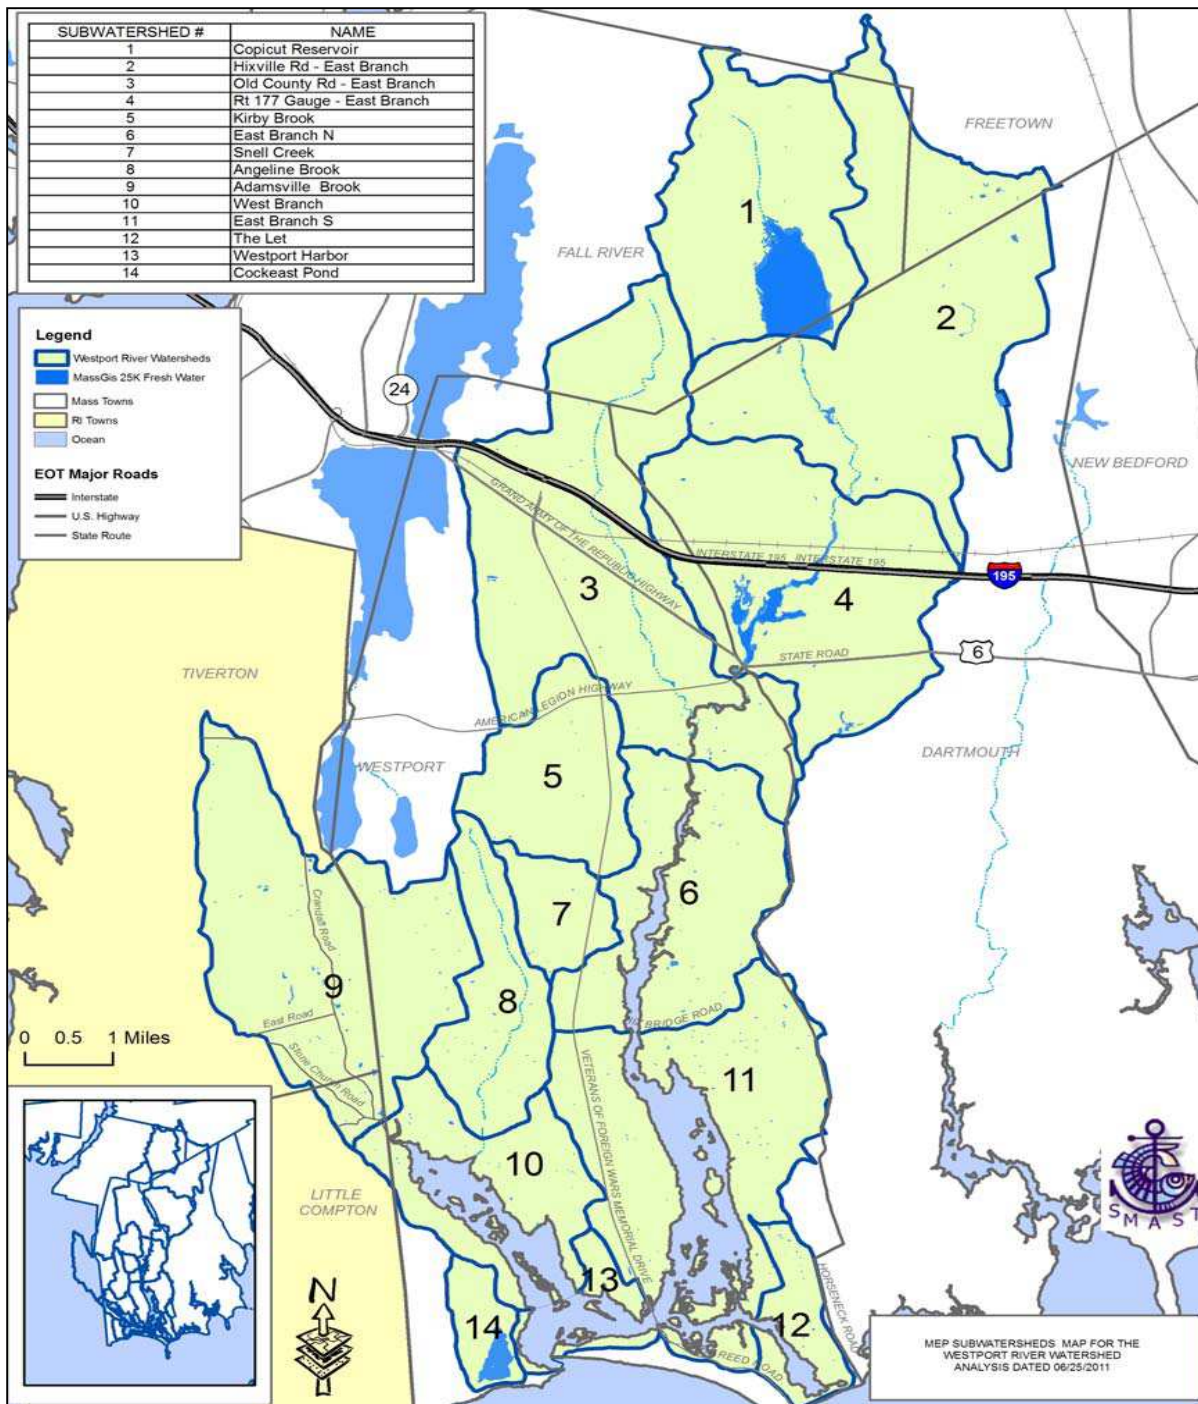 SUBWATERSHED # NAME
1 Copicut Reservoir
2 Hixville Rd - East Branch
3 Old County Rd - East Branch
4 Rt 177 Gauge - East Branch
5 Kirby Brook
6 East Branch N
7 Snell Creek
8 Angeline Brook
9 Adamsville Brook
10 West Branch
11 East Branch S
12 The Let
13 Westport Harbor
14 Cockeast Pond
FREETOWN
1
FALL RIVER
2
Legend
Westport River Watersheds
MassGis 25K Fresh Water
Mass Towns
RI Towns
Ocean
EOT Major Roads
Interstate
U.S. Highway
State Route
24
NEW BEDFORD
GRAND ARMY OF THE REPUBLIC HIGHWAY
INTERSTATE 195 INTERSTATE 195
195
3
4
STATE ROAD
6
TIVERTON
AMERICAN LEGION HIGHWAY
WESTPORT
5
DARTMOUTH
6
7
Crandall Road
9
8
East Road
Stone Church Road
BRIDGE ROAD
0 0.5 1 Miles
VETERANS OF FOREIGN WARS MEMORIAL DRIVE
11
10
LITTLE
COMPTON
SMAST
13
14
12
HORSENECK ROAD
REED ROAD
N
MEP SUBWATERSHEDS MAP FOR THE
WESTPORT RIVER WATERSHED
ANALYSIS DATED 06/25/2011